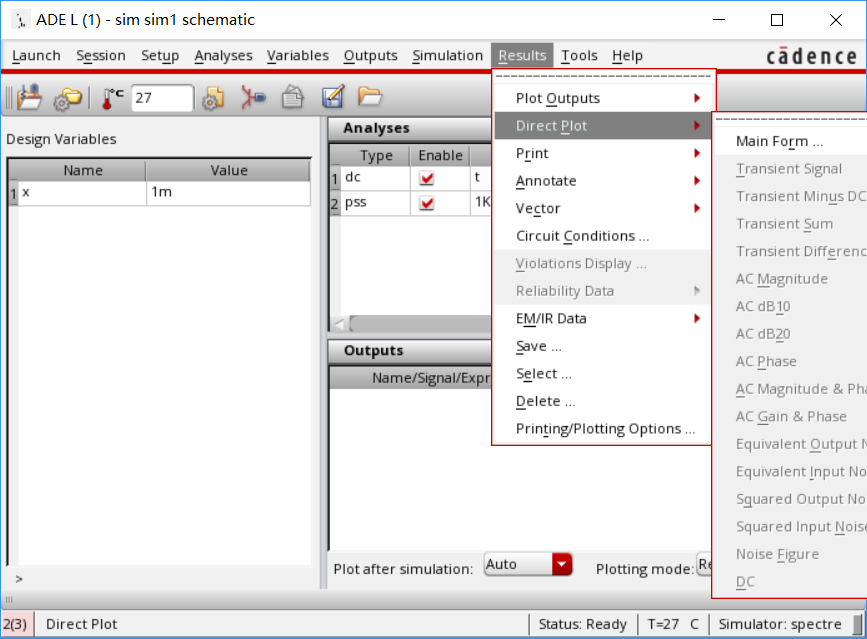 ADE L (1) - sim sim1 schematic
Launch Session Setup Analyses Variables Outputs Simulation Results Tools Help cādence
°C 27
Design Variables
Name Value
1 x 1m
>
Analyses
Type Enable
1 dc t
2 pss 1K
Outputs
Name/Signal/Expr
Plot after simulation: Auto Plotting mode: Re
Plot Outputs
Direct Plot
Print
Annotate
Vector
Circuit Conditions ...
Violations Display ...
Reliability Data
EM/IR Data
Save ...
Select ...
Delete ...
Printing/Plotting Options ...
Main Form ...
Transient Signal
Transient Minus DC
Transient Sum
Transient Differenc
AC Magnitude
AC dB10
AC dB20
AC Phase
AC Magnitude & Pha
AC Gain & Phase
Equivalent Output N
Equivalent Input No
Squared Output No
Squared Input Noise
Noise Figure
DC
2(3) Direct Plot Status: Ready T=27 C Simulator: spectre